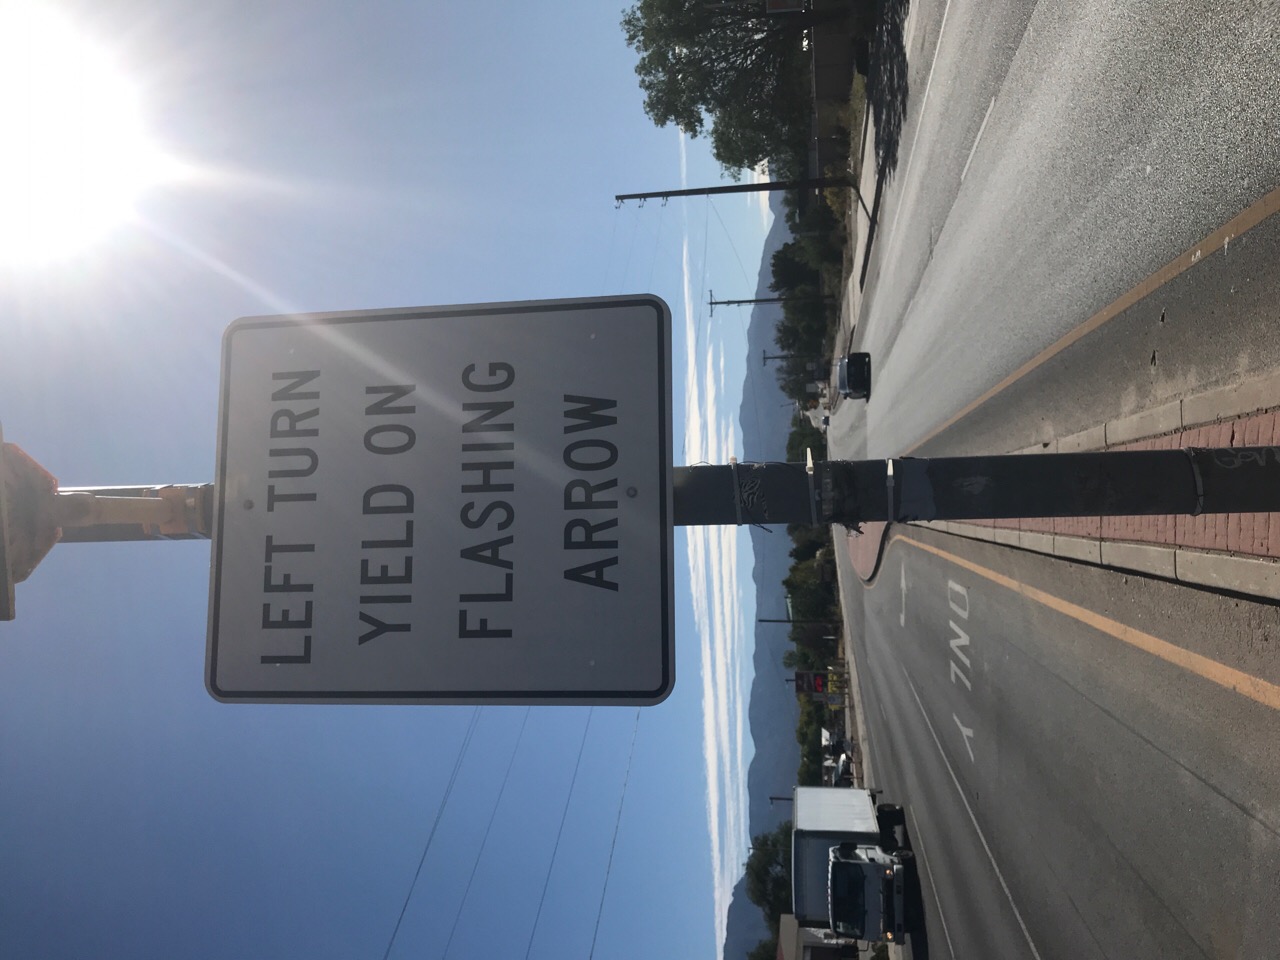 LEFT TURN
YIELD ON
FLASHING
ARROW
ONLY